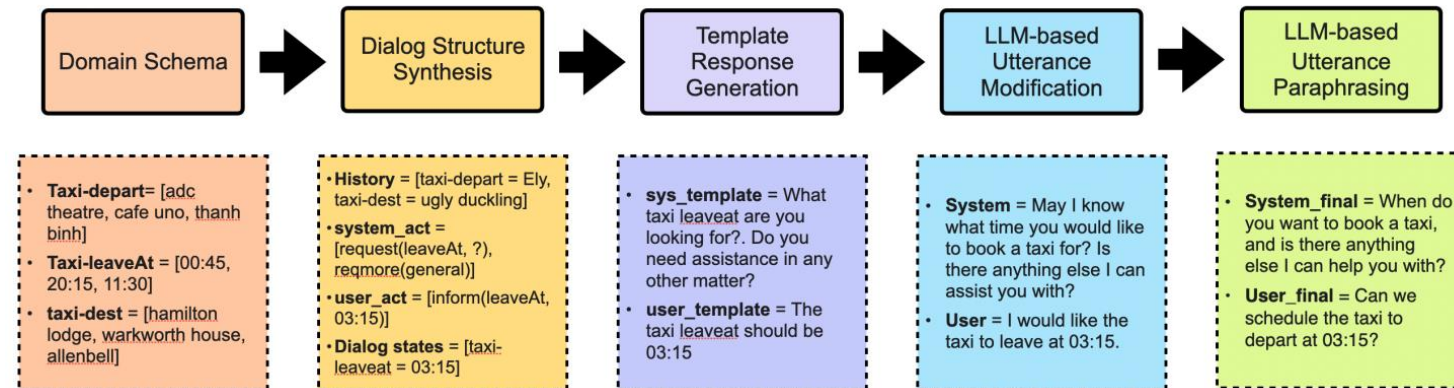 Domain Schema
Dialog Structure
Synthesis
Template
Response
Generation
LLM-based
Utterance
Modification
LLM-based
Utterance
Paraphrasing
• Taxi-depart= [adc
theatre, cafe uno, thanh
binh]
• Taxi-leaveAt = [00:45,
20:15, 11:30]
• taxi-dest = [hamilton
lodge, warkworth house,
allenbell]
• History = [taxi-depart = Ely,
taxi-dest = ugly duckling]
• system_act =
[request(leaveAt, ?),
reqmore(general)]
• user_act = [inform(leaveAt,
03:15)]
• Dialog states = [taxi-
leaveat = 03:15]
• sys_template = What
taxi leaveat are you
looking for?. Do you
need assistance in any
other matter?
• user_template = The
taxi leaveat should be
03:15
• System = May I know
what time you would like
to book a taxi for? Is
there anything else I can
assist you with?
• User = I would like the
taxi to leave at 03:15.
• System_final = When do
you want to book a taxi,
and is there anything
else I can help you with?
• User_final = Can we
schedule the taxi to
depart at 03:15?